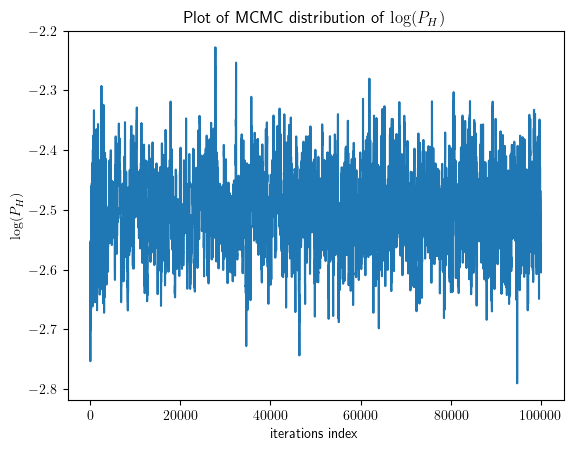 Plot of MCMC distribution of log(P_H)
−2.2
−2.3
−2.4
−2.5
−2.6
−2.7
−2.8
log(P_H)
0 20000 40000 60000 80000 100000
iterations index